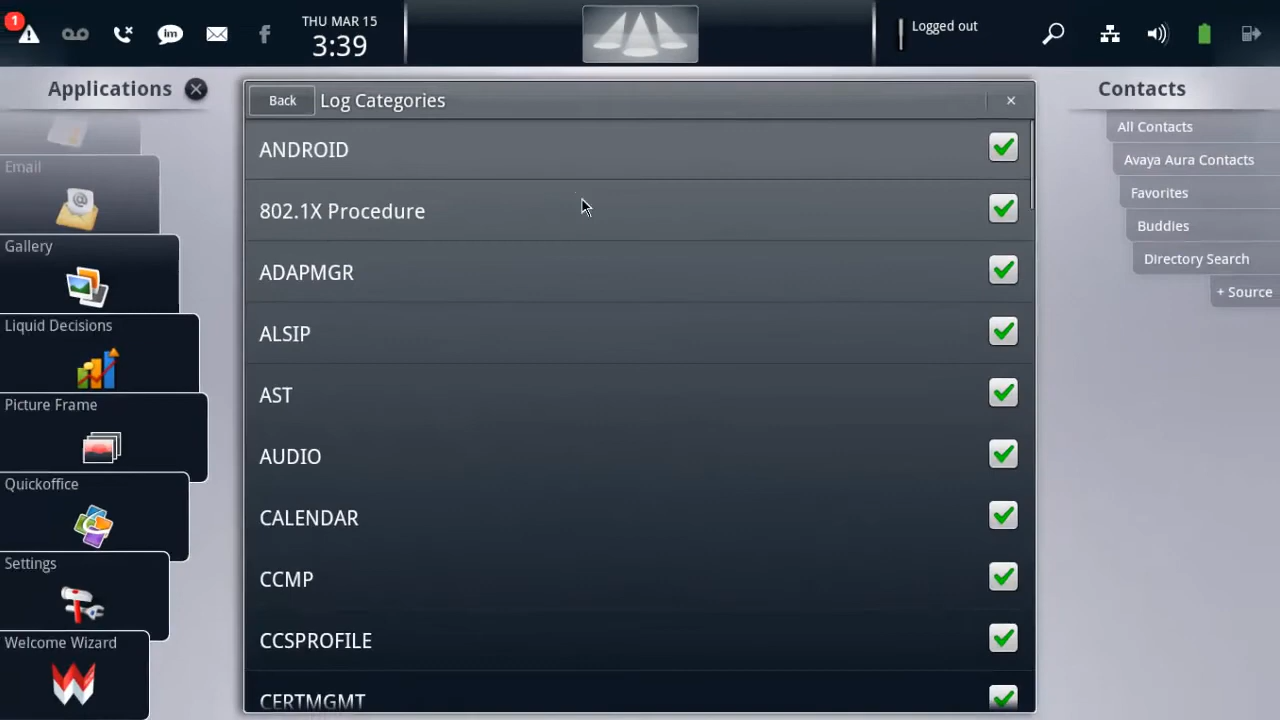 1
im
THU MAR 15
3:39
Logged out
Applications
Email
Gallery
Liquid Decisions
Picture Frame
Quickoffice
Settings
Welcome Wizard
Back
Log Categories
ANDROID
802.1X Procedure
ADAPMGR
ALSIP
AST
AUDIO
CALENDAR
CCMP
CCSPROFILE
CERTMGMT
Contacts
All Contacts
Avaya Aura Contacts
Favorites
Buddies
Directory Search
+ Source